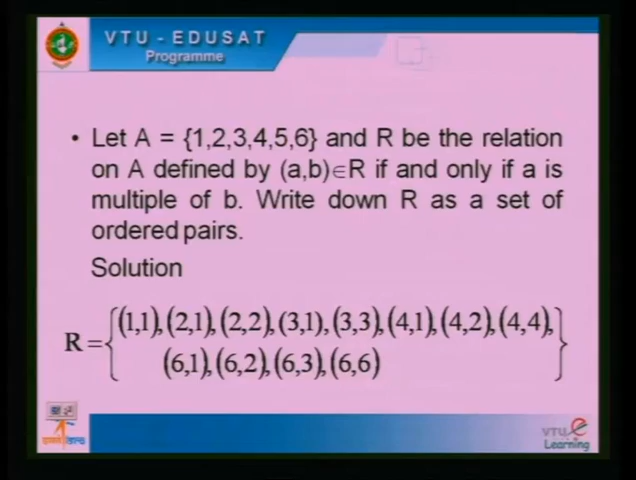 VTU - EDUSAT
Programme
• Let A = {1,2,3,4,5,6} and R be the relation
on A defined by (a,b)∈R if and only if a is
multiple of b. Write down R as a set of
ordered pairs.
Solution
R={(1,1),(2,1),(2,2),(3,1),(3,3),(4,1),(4,2),(4,4),
(6,1),(6,2),(6,3),(6,6)}
VTU e
Learning